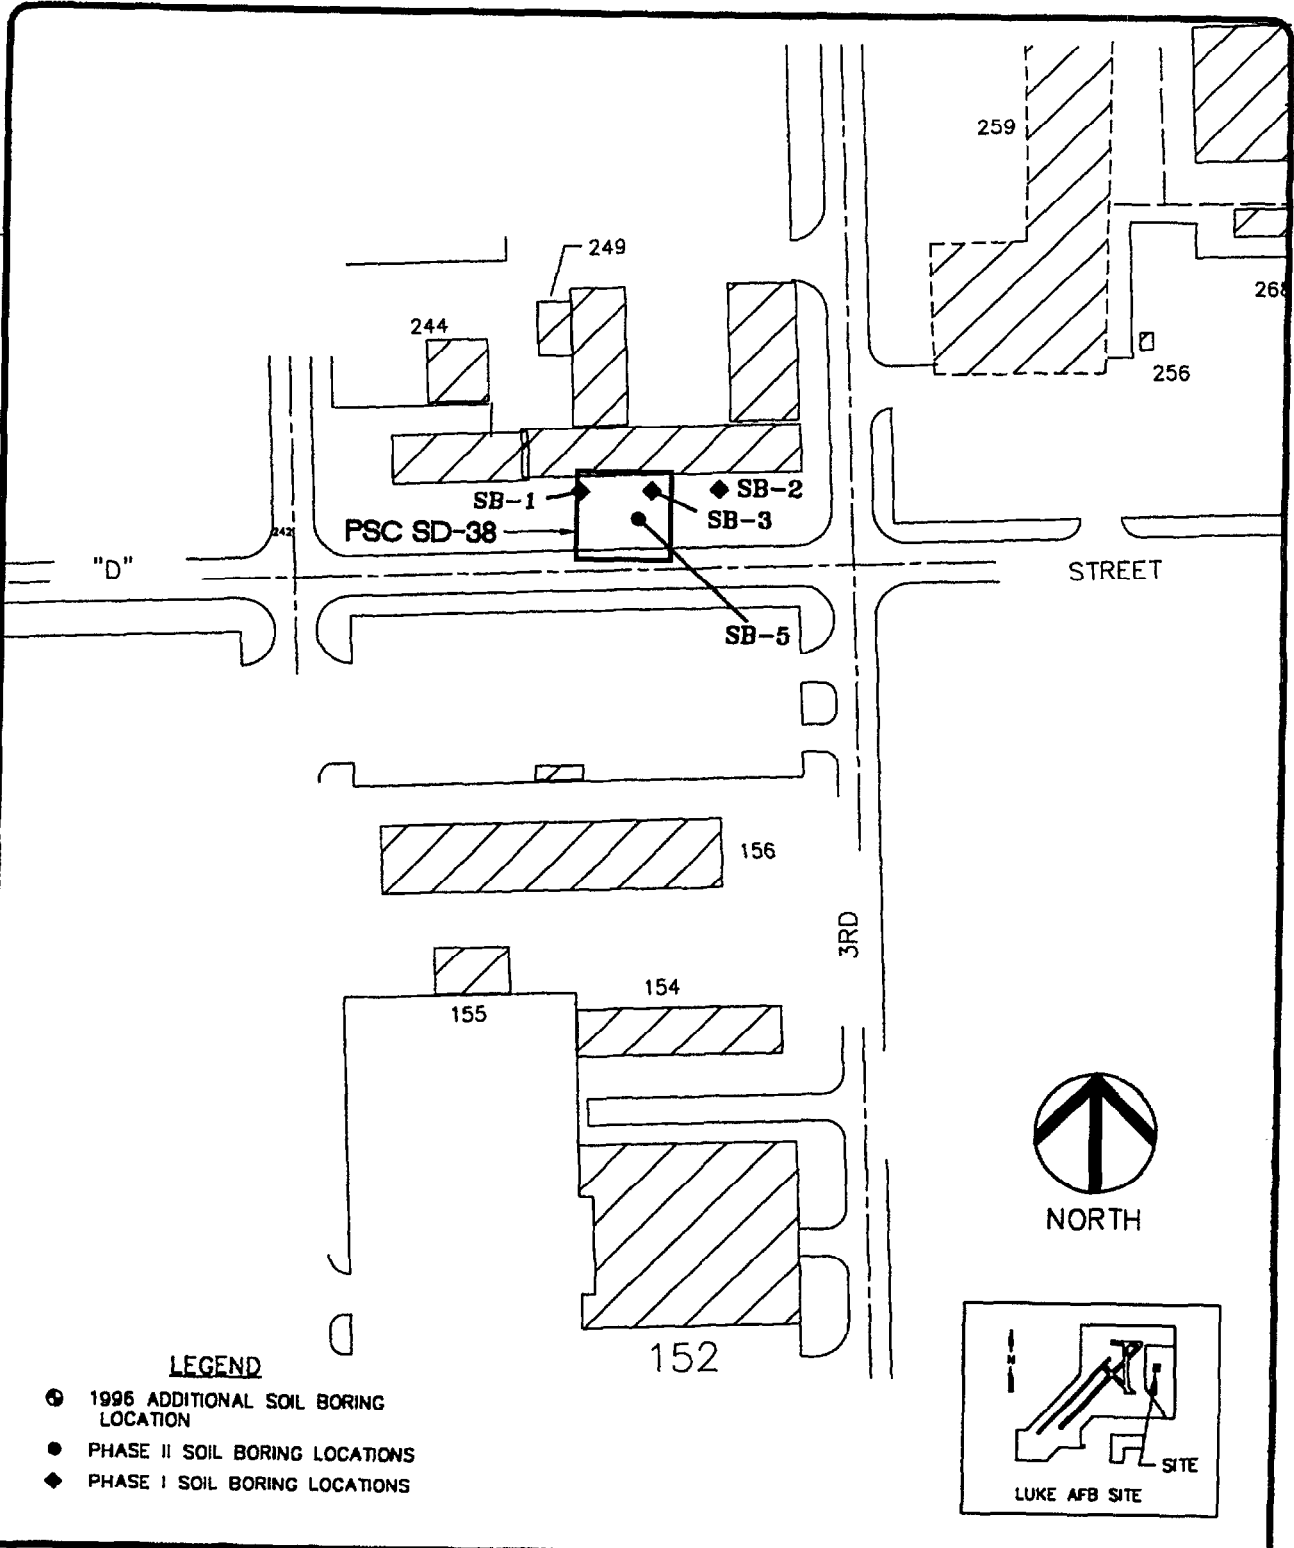 259
249
268
244
256
SB-1
SB-2
SB-3
PSC SD-38
242
"D"
STREET
SB-5
156
3RD
154
155
NORTH
152
LEGEND
1996 ADDITIONAL SOIL BORING
LOCATION
PHASE II SOIL BORING LOCATIONS
PHASE I SOIL BORING LOCATIONS
N
SITE
LUKE AFB SITE